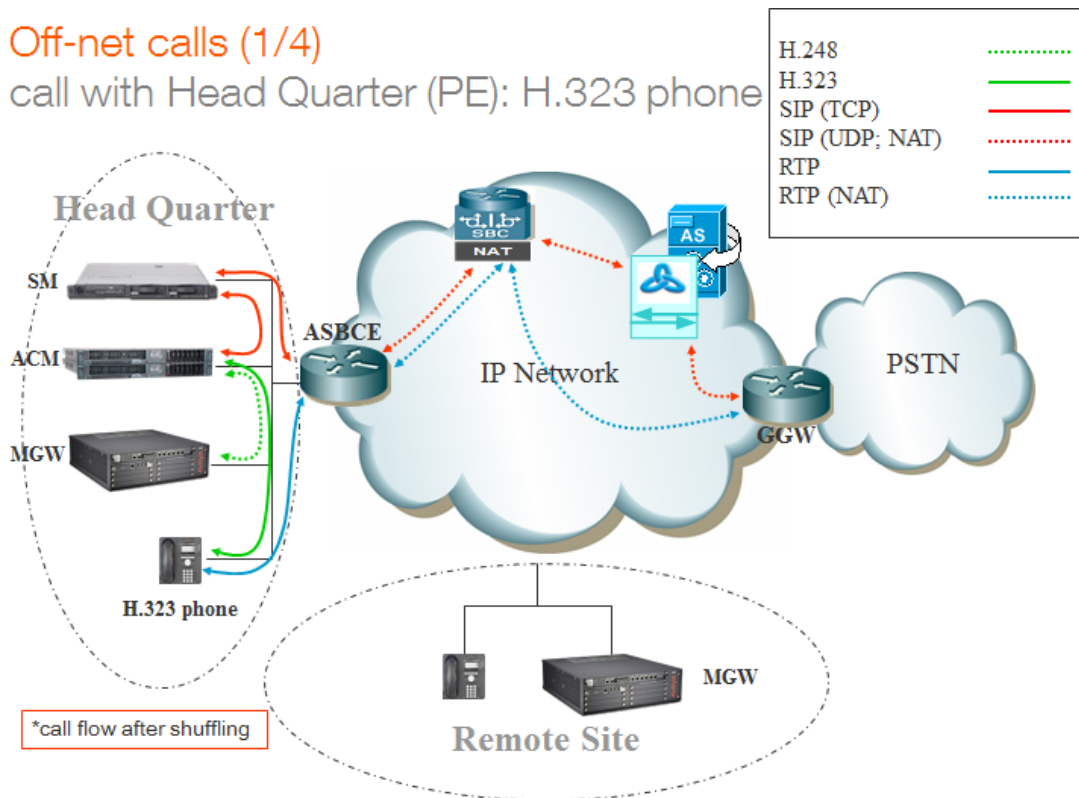 Off-net calls (1/4)
call with Head Quarter (PE): H.323 phone
H.248
H.323
SIP (TCP)
SIP (UDP; NAT)
RTP
RTP (NAT)
Head Quarter
SM
ACM
MGW
H.323 phone
ASBCE
SBC
NAT
AS
IP Network
GGW
PSTN
MGW
Remote Site
*call flow after shuffling